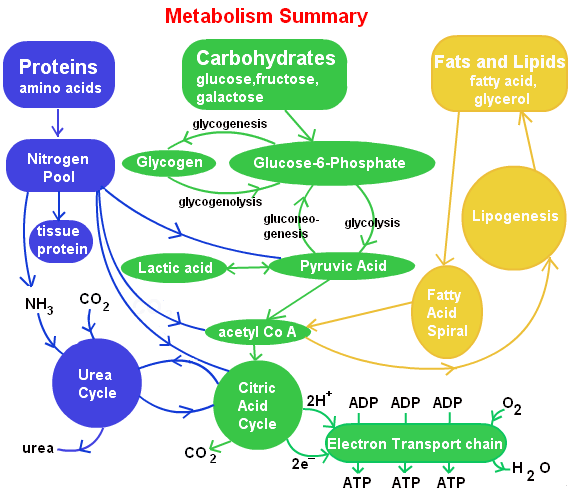 Metabolism Summary
Proteins
amino acids
Carbohydrates
glucose,fructose,
galactose
Fats and Lipids
fatty acid,
glycerol
glycogenesis
Nitrogen
Pool
Glycogen
Glucose-6-Phosphate
glycogenolysis
gluconeo-
genesis
glycolysis
Lipogenesis
tissue
protein
Lactic acid
Pyruvic Acid
NH3
CO2
Fatty
Acid
Spiral
acetyl Co A
Urea
Cycle
Citric
Acid
Cycle
2H+
ADP
ADP
ADP
O2
Electron Transport chain
urea
CO2
2e−
H2O
ATP
ATP
ATP